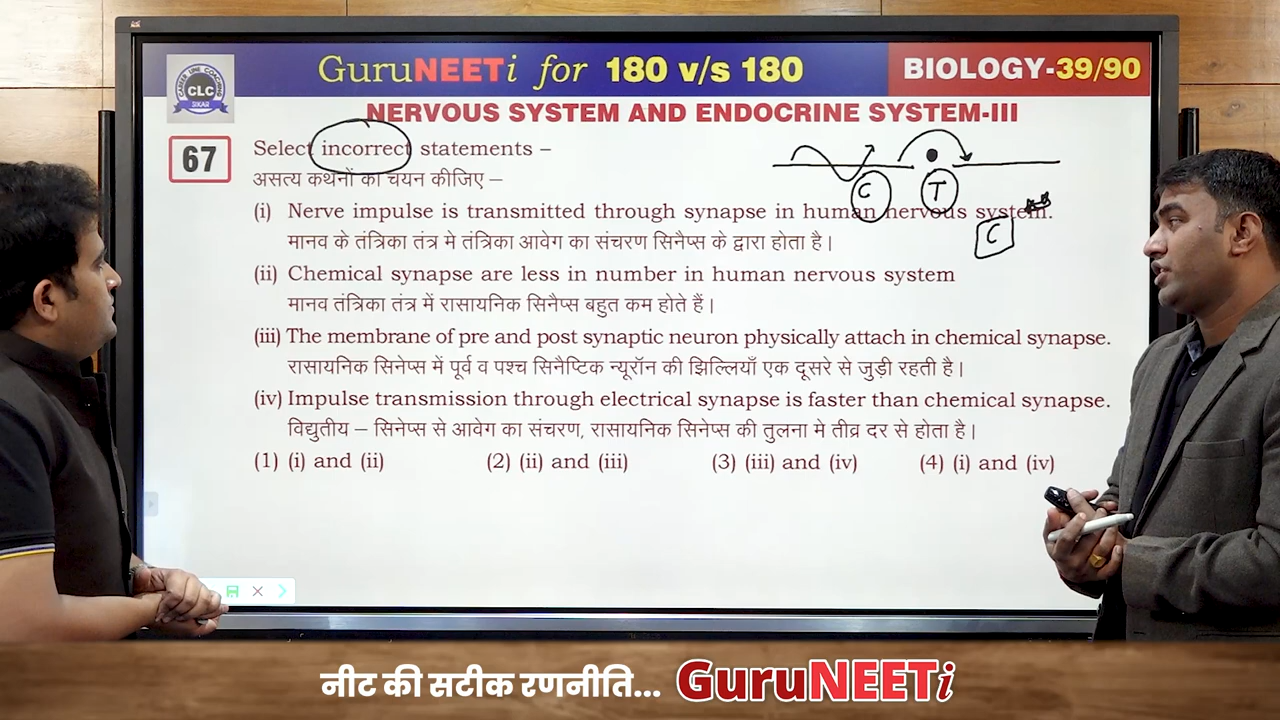 GuruNEETi for 180 v/s 180
BIOLOGY-39/90
CAREER LINE COACHING
CLC
SIKAR
NERVOUS SYSTEM AND ENDOCRINE SYSTEM-III
67
Select incorrect statements –
असत्य कथनों का चयन कीजिए –
C
T
(i) Nerve impulse is transmitted through synapse in human nervous system.
C
मानव के तंत्रिका तंत्र मे तंत्रिका आवेग का संचरण सिनैप्स के द्वारा होता है।
(ii) Chemical synapse are less in number in human nervous system
मानव तंत्रिका तंत्र में रासायनिक सिनैप्स बहुत कम होते हैं।
(iii) The membrane of pre and post synaptic neuron physically attach in chemical synapse.
रासायनिक सिनेप्स में पूर्व व पश्च सिनैप्टिक न्यूरॉन की झिल्लियाँ एक दूसरे से जुड़ी रहती है।
(iv) Impulse transmission through electrical synapse is faster than chemical synapse.
विद्युतीय – सिनेप्स से आवेग का संचरण, रासायनिक सिनेप्स की तुलना मे तीव्र दर से होता है।
(1) (i) and (ii) (2) (ii) and (iii) (3) (iii) and (iv) (4) (i) and (iv)
नीट की सटीक रणनीति... GuruNEETi